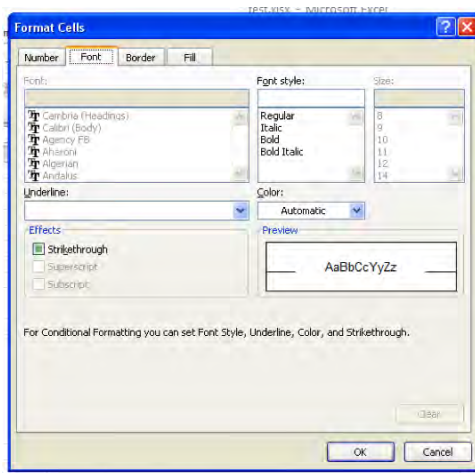 test.xlsx - Microsoft Excel
Format Cells
Number Font Border Fill
Font: Font style: Size:
Cambria (Headings) Regular 8
Calibri (Body) Italic 9
Agency FB Bold 10
Aharoni Bold Italic 11
Algerian 12
Andalus 14
Underline: Color:
Automatic
Effects Preview
Strikethrough
Superscript AaBbCcYyZz
Subscript
For Conditional Formatting you can set Font Style, Underline, Color, and Strikethrough.
Clear
OK Cancel